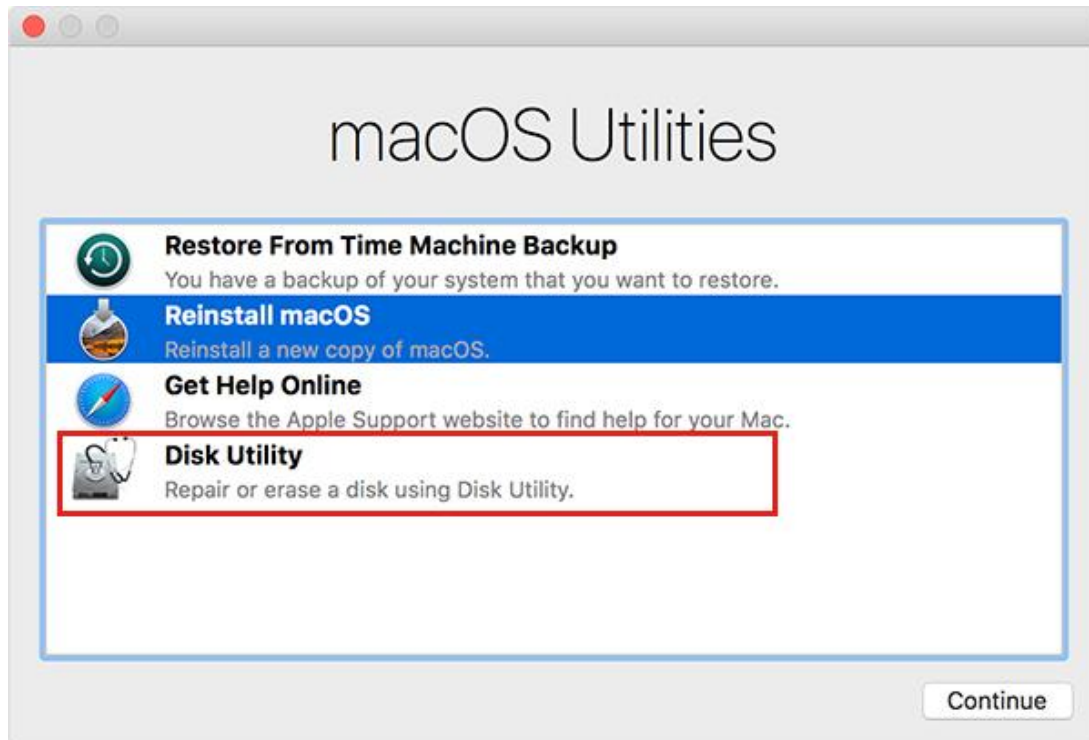 macOS Utilities
Restore From Time Machine Backup
You have a backup of your system that you want to restore.
Reinstall macOS
Reinstall a new copy of macOS.
Get Help Online
Browse the Apple Support website to find help for your Mac.
Disk Utility
Repair or erase a disk using Disk Utility.
Continue